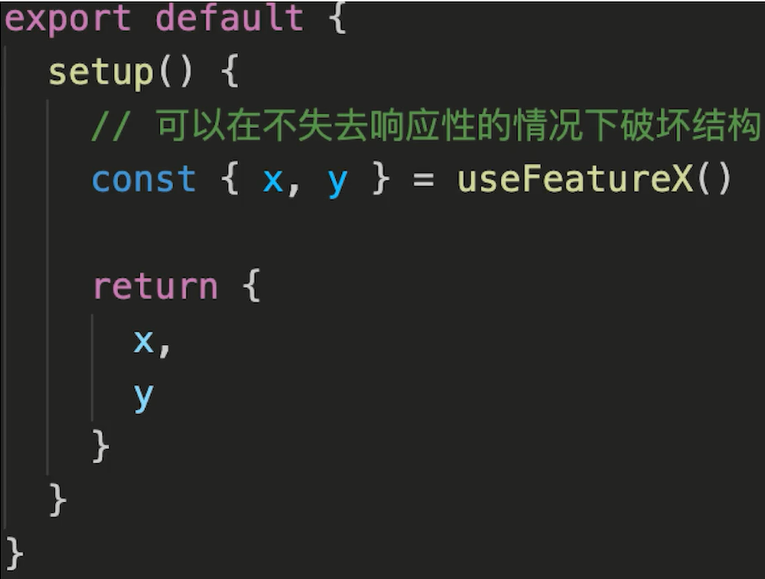 export default {
  setup() {
    // 可以在不失去响应性的情况下破坏结构
    const { x, y } = useFeatureX()

    return {
      x,
      y
    }
  }
}